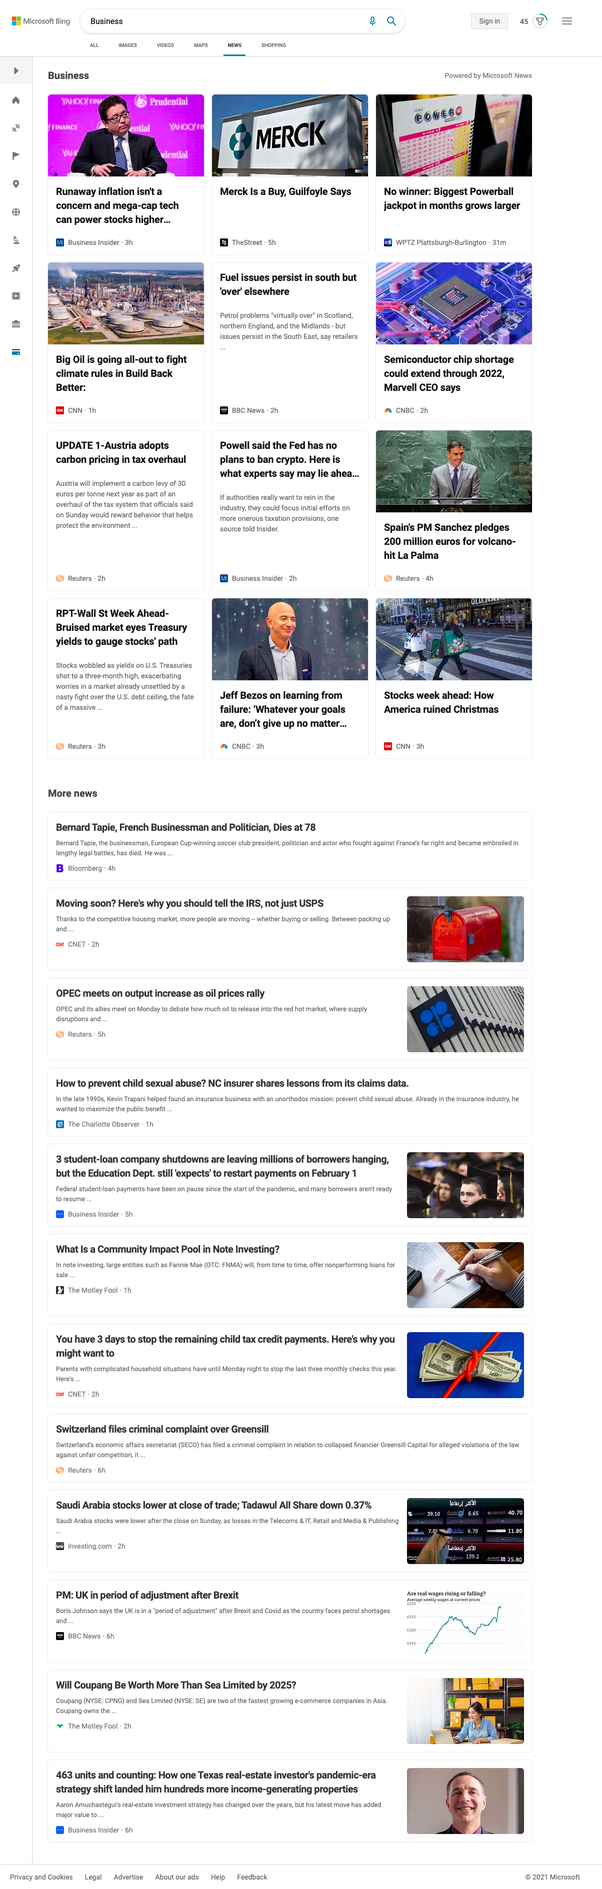 Microsoft Bing
Business
Sign in
45
ALL IMAGES VIDEOS MAPS NEWS SHOPPING
Business
Powered by Microsoft News
YAHOO! FINANCE
Prudential
MERCK
POWER
Runaway inflation isn't a
concern and mega-cap tech
can power stocks higher...
Business Insider · 3h
Merck Is a Buy, Guilfoyle Says
TheStreet · 5h
No winner: Biggest Powerball
jackpot in months grows larger
WPTZ Plattsburgh-Burlington · 31m
Big Oil is going all-out to fight
climate rules in Build Back
Better:
CNN · 1h
Fuel issues persist in south but
'over' elsewhere
Petrol problems "virtually over" in Scotland,
northern England, and the Midlands - but
issues persist in the South East, say retailers
...
BBC News · 2h
Semiconductor chip shortage
could extend through 2022,
Marvell CEO says
CNBC · 2h
UPDATE 1-Austria adopts
carbon pricing in tax overhaul
Austria will implement a carbon levy of 30
euros per tonne next year as part of an
overhaul of the tax system that officials said
on Sunday would reward behavior that helps
protect the environment ...
Reuters · 2h
Powell said the Fed has no
plans to ban crypto. Here is
what experts say may lie ahea...
If authorities really want to rein in the
industry, they could focus initial efforts on
more onerous taxation provisions, one
source told Insider.
Business Insider · 2h
Spain's PM Sanchez pledges
200 million euros for volcano-
hit La Palma
Reuters · 4h
RPT-Wall St Week Ahead-
Bruised market eyes Treasury
yields to gauge stocks' path
Stocks wobbled as yields on U.S. Treasuries
shot to a three-month high, exacerbating
worries in a market already unsettled by a
nasty fight over the U.S. debt ceiling, the fate
of a massive ...
Reuters · 3h
Jeff Bezos on learning from
failure: 'Whatever your goals
are, don't give up no matter...
CNBC · 3h
Stocks week ahead: How
America ruined Christmas
CNN · 3h
More news
Bernard Tapie, French Businessman and Politician, Dies at 78
Bernard Tapie, the businessman, European Cup-winning soccer club president, politician and actor who fought against France's far right and became embroiled in
lengthy legal battles, has died. He was ...
Bloomberg · 4h
Moving soon? Here's why you should tell the IRS, not just USPS
Thanks to the competitive housing market, more people are moving -- whether buying or selling. Between packing up
and ...
CNET · 2h
OPEC meets on output increase as oil prices rally
OPEC and its allies meet on Monday to debate how much oil to release into the red hot market, where supply
disruptions and ...
Reuters · 5h
How to prevent child sexual abuse? NC insurer shares lessons from its claims data.
In the late 1990s, Kevin Trapani helped found an insurance business with an unorthodox mission: prevent child sexual abuse. Already in the insurance industry, he
wanted to maximize the public benefit ...
The Charlotte Observer · 1h
3 student-loan company shutdowns are leaving millions of borrowers hanging,
but the Education Dept. still 'expects' to restart payments on February 1
Federal student-loan payments have been on pause since the start of the pandemic, and many borrowers aren't ready
to resume ...
Business Insider · 5h
What Is a Community Impact Pool in Note Investing?
In note investing, large entities such as Fannie Mae (OTC: FNMA) will, from time to time, offer nonperforming loans for
sale ...
The Motley Fool · 1h
You have 3 days to stop the remaining child tax credit payments. Here's why you
might want to
Parents with complicated household situations have until Monday night to stop the last three monthly checks this year.
Here's ...
CNET · 2h
Switzerland files criminal complaint over Greensill
Switzerland's economic affairs secretariat (SECO) has filed a criminal complaint in relation to collapsed financier Greensill Capital for alleged violations of the law
against unfair competition, it ...
Reuters · 6h
Saudi Arabia stocks lower at close of trade; Tadawul All Share down 0.37%
Saudi Arabia stocks were lower after the close on Sunday, as losses in the Telecoms & IT, Retail and Media & Publishing
...
Investing.com · 2h
39.10 6.65 40.70
6.70 11.80
139.2 25.80
PM: UK in period of adjustment after Brexit
Boris Johnson says the UK is in a "period of adjustment" after Brexit and Covid as the country faces petrol shortages
and ...
BBC News · 6h
Are real wages rising or falling?
Average weekly wages at current prices
Will Coupang Be Worth More Than Sea Limited by 2025?
Coupang (NYSE: CPNG) and Sea Limited (NYSE: SE) are two of the fastest growing e-commerce companies in Asia.
Coupang owns the ...
The Motley Fool · 2h
463 units and counting: How one Texas real-estate investor's pandemic-era
strategy shift landed him hundreds more income-generating properties
Aaron Amuchastegui's real-estate investment strategy has changed over the years, but his latest move has added
major value to ...
Business Insider · 6h
Privacy and Cookies Legal Advertise About our ads Help Feedback
© 2021 Microsoft